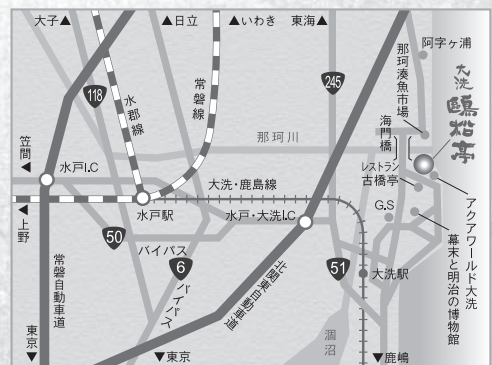 大子▲
▲日立
▲いわき
東海▲
阿字ヶ浦
118
水郡線
常磐線
245
那珂湊魚市場
海門橋
大洗
鷗松亭
那珂川
笠間▲
水戸I.C
大洗・鹿島線
レストラン
古橋亭
▼上野
水戸駅
水戸・大洗I.C
G.S
アクアワールド大洗
幕末と明治の博物館
50
バイパス
6
バイパス
51
大洗駅
常磐自動車道
北関東自動車道
涸沼
東京▼
▼東京
▼鹿嶋